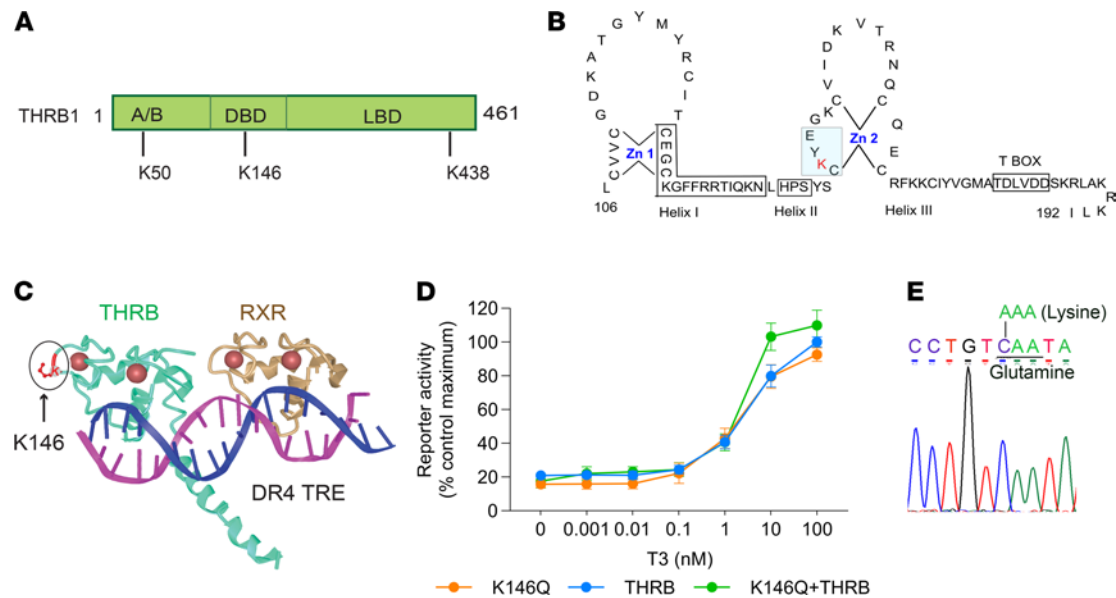 A
THRB1 1 A/B DBD LBD 461
K50 K146 K438
B
G D K A T G Y M Y R C I T
C V V C L
106
Zn 1
C E G C
KGFFRRTIQKN L HPS YS
Helix I
Helix II
C K Y E G K C V I D K V T R N Q C Q E C
Zn 2
RFKKCIYVGMATDLVDDSKRLAK
R
K
L
I
192
T BOX
Helix III
C
THRB
RXR
K146
DR4 TRE
D
Reporter activity
(% control maximum)
120
100
80
60
40
20
0
0 0.001 0.01 0.1 1 10 100
T3 (nM)
K146Q THRB K146Q+THRB
E
AAA (Lysine)
CCTGTCAATA
Glutamine